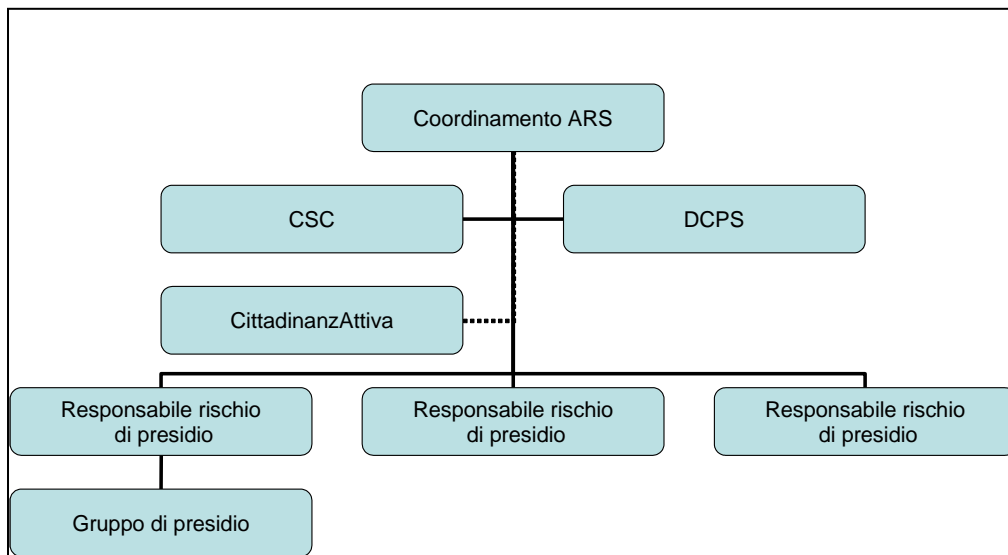 Coordinamento ARS
CSC
DCPS
CittadinanzAttiva
Responsabile rischio
di presidio
Responsabile rischio
di presidio
Responsabile rischio
di presidio
Gruppo di presidio